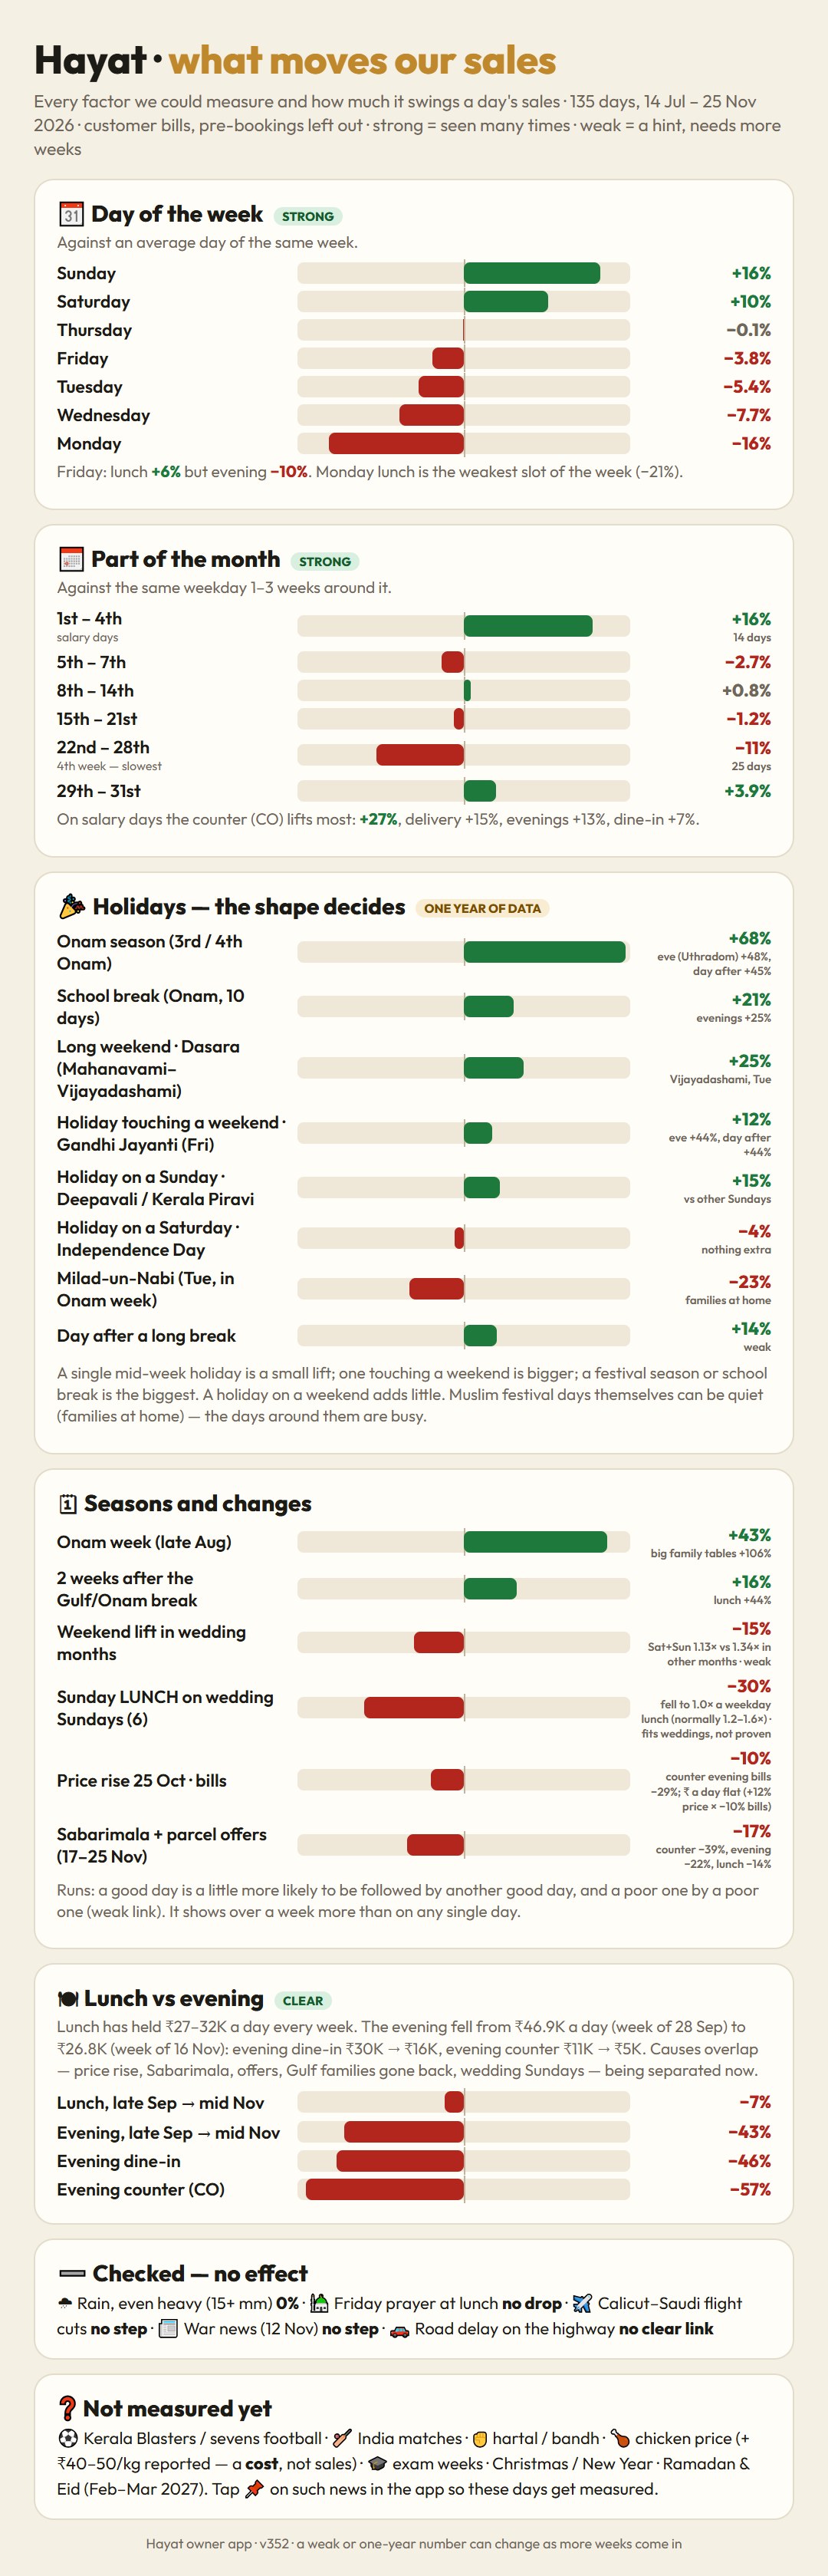 Hayat · what moves our sales
Every factor we could measure and how much it swings a day's sales · 135 days, 14 Jul – 25 Nov
2026 · customer bills, pre-bookings left out · strong = seen many times · weak = a hint, needs more
weeks
31 Day of the week STRONG
Against an average day of the same week.
Sunday +16%
Saturday +10%
Thursday −0.1%
Friday −3.8%
Tuesday −5.4%
Wednesday −7.7%
Monday −16%
Friday: lunch +6% but evening −10%. Monday lunch is the weakest slot of the week (−21%).
Part of the month STRONG
Against the same weekday 1–3 weeks around it.
1st – 4th +16%
salary days 14 days
5th – 7th −2.7%
8th – 14th +0.8%
15th – 21st −1.2%
22nd – 28th −11%
4th week — slowest 25 days
29th – 31st +3.9%
On salary days the counter (CO) lifts most: +27%, delivery +15%, evenings +13%, dine-in +7%.
Holidays — the shape decides ONE YEAR OF DATA
Onam season (3rd / 4th
Onam)
+68%
eve (Uthradom) +48%,
day after +45%
School break (Onam, 10
days)
+21%
evenings +25%
Long weekend · Dasara
(Mahanavami–
Vijayadashami)
+25%
Vijayadashami, Tue
Holiday touching a weekend ·
Gandhi Jayanti (Fri)
+12%
eve +44%, day after
+44%
Holiday on a Sunday ·
Deepavali / Kerala Piravi
+15%
vs other Sundays
Holiday on a Saturday ·
Independence Day
−4%
nothing extra
Milad-un-Nabi (Tue, in
Onam week)
−23%
families at home
Day after a long break
+14%
weak
A single mid-week holiday is a small lift; one touching a weekend is bigger; a festival season or school
break is the biggest. A holiday on a weekend adds little. Muslim festival days themselves can be quiet
(families at home) — the days around them are busy.
Seasons and changes
Onam week (late Aug)
+43%
big family tables +106%
2 weeks after the
Gulf/Onam break
+16%
lunch +44%
Weekend lift in wedding
months
−15%
Sat+Sun 1.13× vs 1.34× in
other months · weak
Sunday LUNCH on wedding
Sundays (6)
−30%
fell to 1.0× a weekday
lunch (normally 1.2–1.6×) ·
fits weddings, not proven
Price rise 25 Oct · bills
−10%
counter evening bills
−29%; ₹ a day flat (+12%
price × −10% bills)
Sabarimala + parcel offers
(17–25 Nov)
−17%
counter −39%, evening
−22%, lunch −14%
Runs: a good day is a little more likely to be followed by another good day, and a poor one by a poor
one (weak link). It shows over a week more than on any single day.
Lunch vs evening CLEAR
Lunch has held ₹27–32K a day every week. The evening fell from ₹46.9K a day (week of 28 Sep) to
₹26.8K (week of 16 Nov): evening dine-in ₹30K → ₹16K, evening counter ₹11K → ₹5K. Causes overlap
— price rise, Sabarimala, offers, Gulf families gone back, wedding Sundays — being separated now.
Lunch, late Sep → mid Nov −7%
Evening, late Sep → mid Nov −43%
Evening dine-in −46%
Evening counter (CO) −57%
Checked — no effect
Rain, even heavy (15+ mm) 0% · Friday prayer at lunch no drop · Calicut–Saudi flight
cuts no step · War news (12 Nov) no step · Road delay on the highway no clear link
Not measured yet
Kerala Blasters / sevens football · India matches · hartal / bandh · chicken price (+
₹40–50/kg reported — a cost, not sales) · exam weeks · Christmas / New Year · Ramadan &
Eid (Feb–Mar 2027). Tap 📌 on such news in the app so these days get measured.
Hayat owner app · v352 · a weak or one-year number can change as more weeks come in